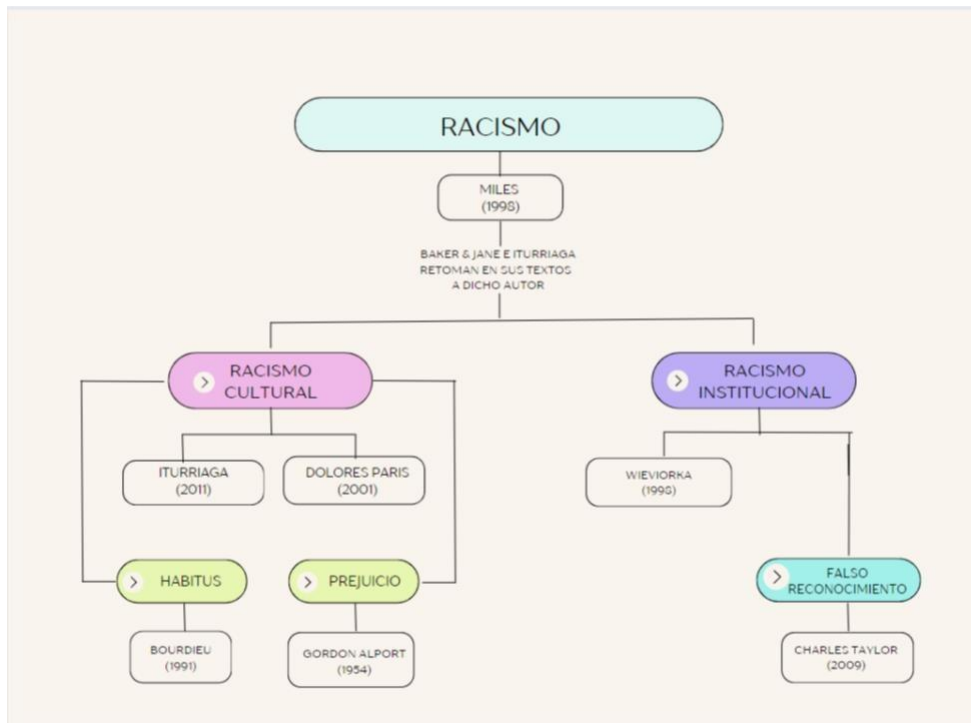 RACISMO
MILES
(1998)
BAKER & JANE E ITURRIAGA
RETOMAN EN SUS TEXTOS
A DICHO AUTOR
RACISMO
CULTURAL
RACISMO
INSTITUCIONAL
ITURRIAGA
(2011)
DOLORES PARIS
(2001)
WIEVIORKA
(1998)
HABITUS
PREJUICIO
FALSO
RECONOCIMIENTO
BOURDIEU
(1991)
GORDON ALPORT
(1954)
CHARLES TAYLOR
(2009)